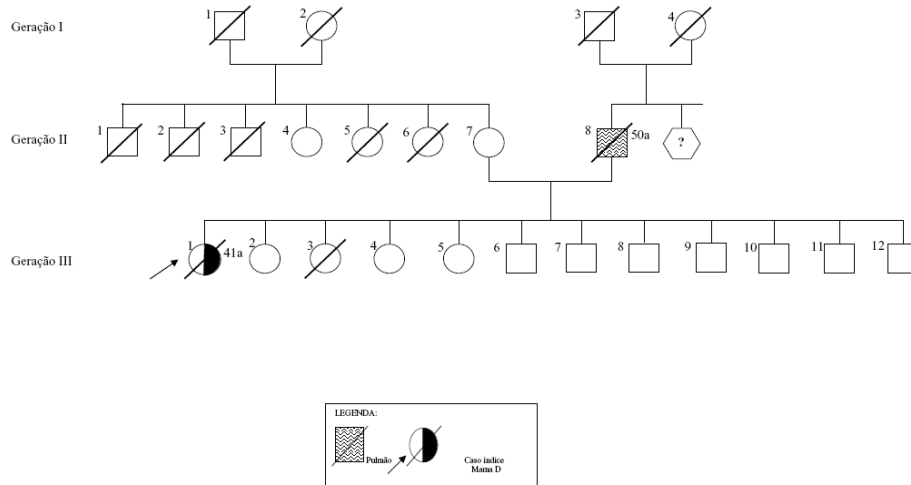 Geração I
1 2 3 4
Geração II
1 2 3 4 5 6 7 8 50a ?
Geração III
1 41a 2 3 4 5 6 7 8 9 10 11 12
LEGENDA:
Pulmão
Caso índice
Mama D